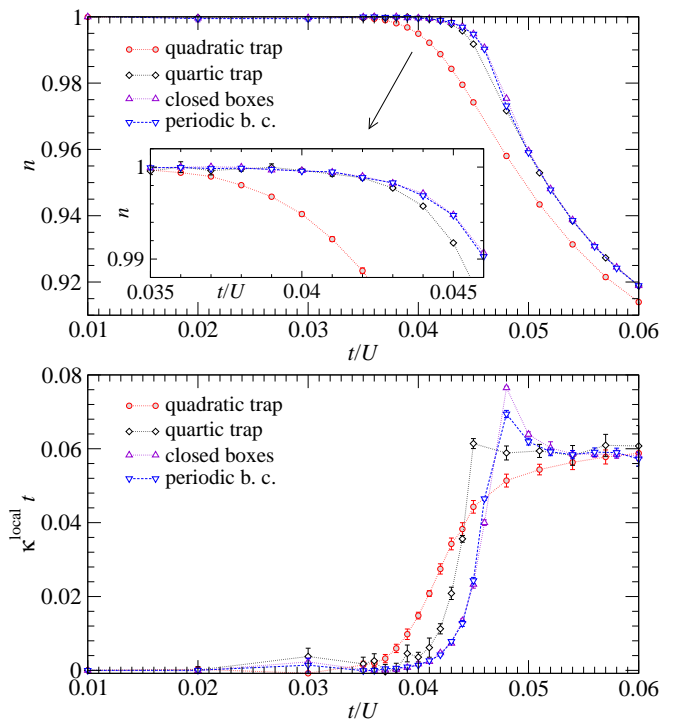 1
0.98
0.96
0.94
0.92
n
quadratic trap
quartic trap
closed boxes
periodic b. c.
1
0.99
n
0.035
t/U
0.04
0.045
0.01
0.02
0.03
0.04
0.05
0.06
t/U
0.08
0.06
0.04
0.02
0
κ^local t
quadratic trap
quartic trap
closed boxes
periodic b. c.
0.01
0.02
0.03
0.04
0.05
0.06
t/U